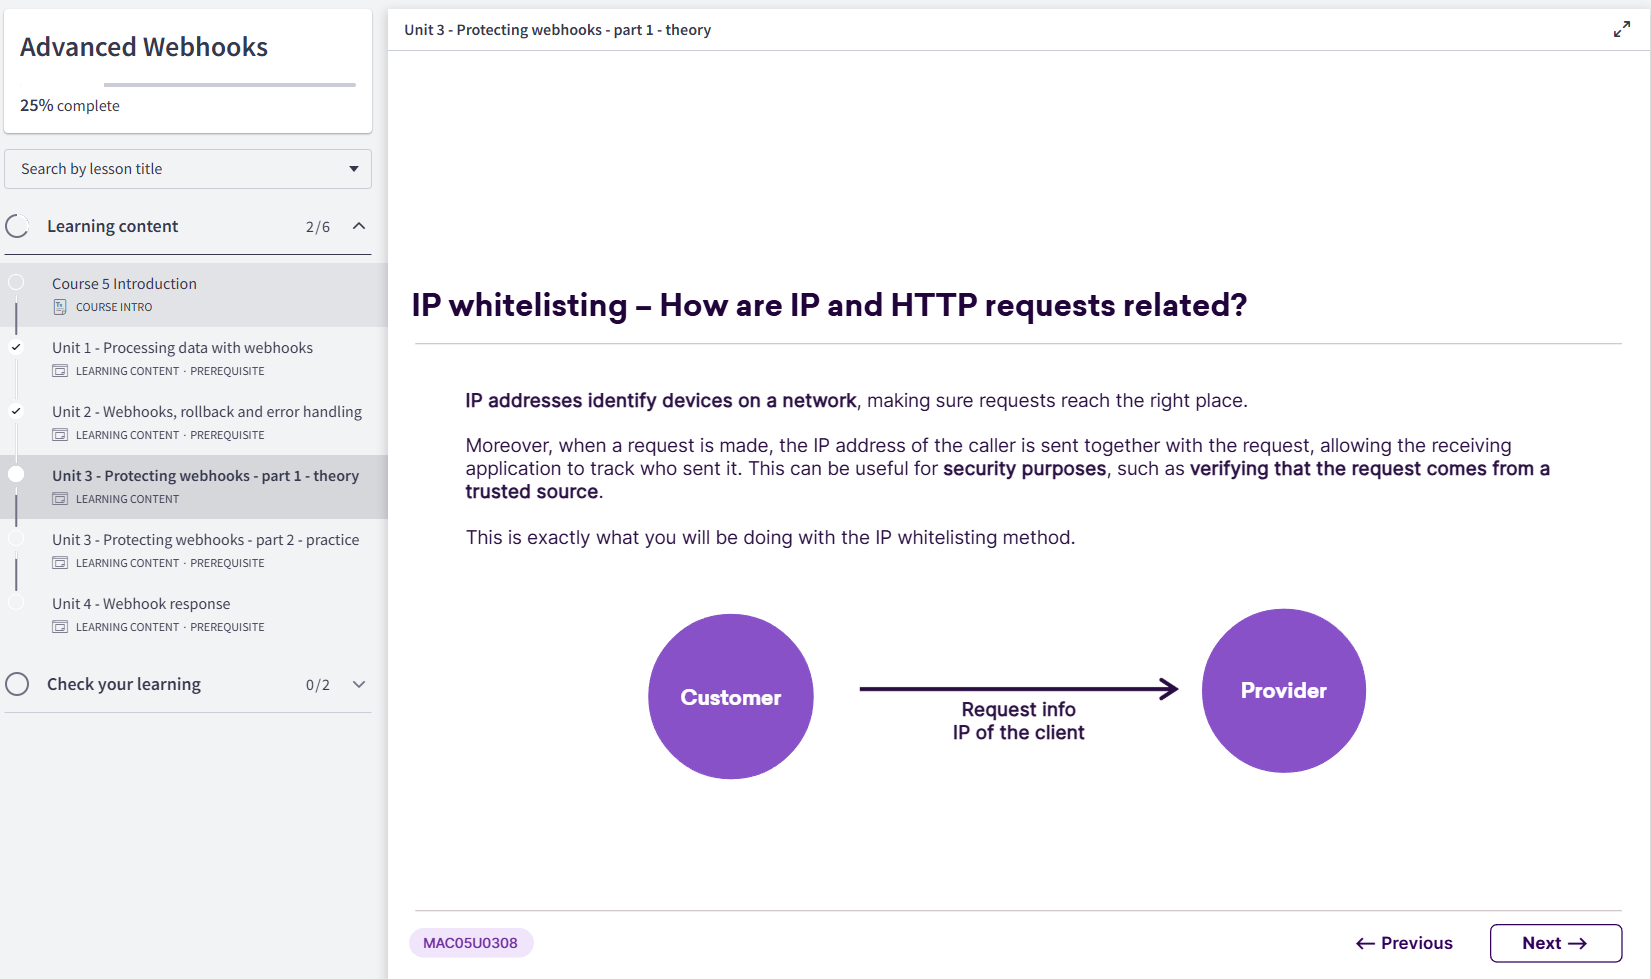 Advanced Webhooks
25% complete
Search by lesson title
Learning content 2/6
Course 5 Introduction
COURSE INTRO
Unit 1 - Processing data with webhooks
LEARNING CONTENT · PREREQUISITE
Unit 2 - Webhooks, rollback and error handling
LEARNING CONTENT · PREREQUISITE
Unit 3 - Protecting webhooks - part 1 - theory
LEARNING CONTENT
Unit 3 - Protecting webhooks - part 2 - practice
LEARNING CONTENT · PREREQUISITE
Unit 4 - Webhook response
LEARNING CONTENT · PREREQUISITE
Check your learning 0/2
Unit 3 - Protecting webhooks - part 1 - theory
IP whitelisting – How are IP and HTTP requests related?
IP addresses identify devices on a network, making sure requests reach the right place.
Moreover, when a request is made, the IP address of the caller is sent together with the request, allowing the receiving
application to track who sent it. This can be useful for security purposes, such as verifying that the request comes from a
trusted source.
This is exactly what you will be doing with the IP whitelisting method.
Customer
Request info
IP of the client
Provider
MAC05U0308
← Previous
Next →